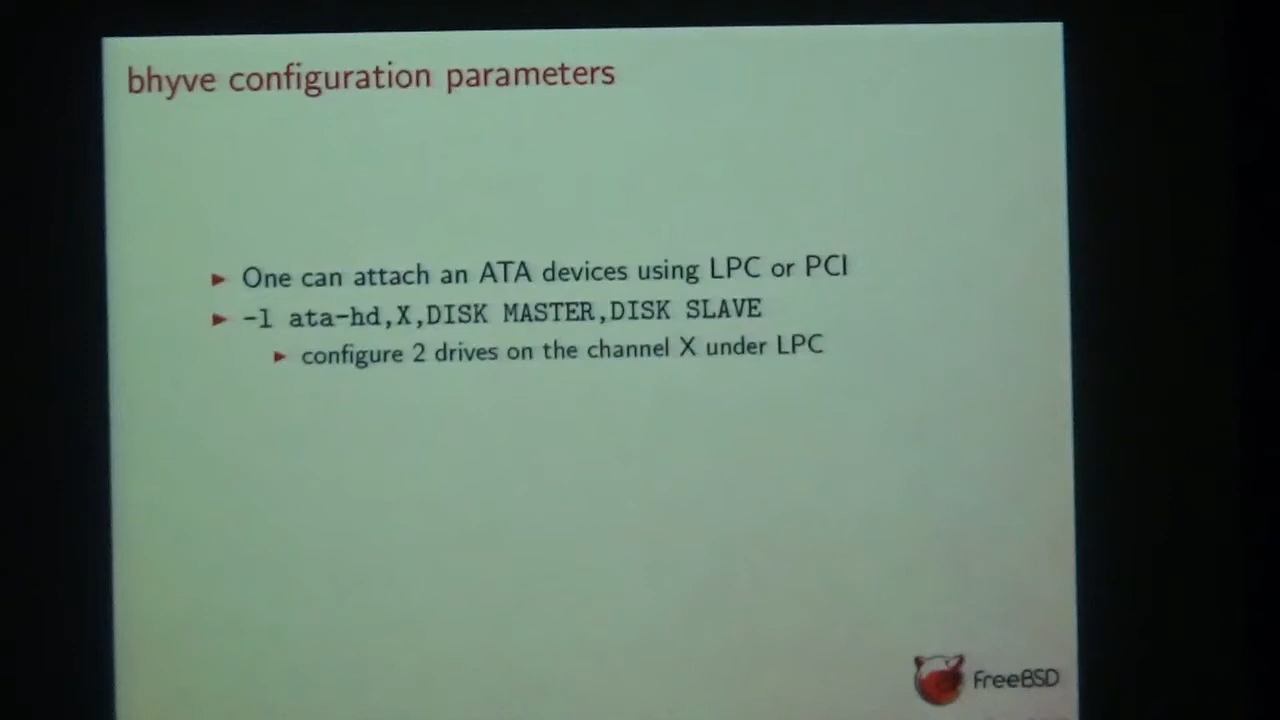 bhyve configuration parameters
One can attach an ATA devices using LPC or PCI
-l ata-hd,X,DISK MASTER,DISK SLAVE
configure 2 drives on the channel X under LPC
FreeBSD